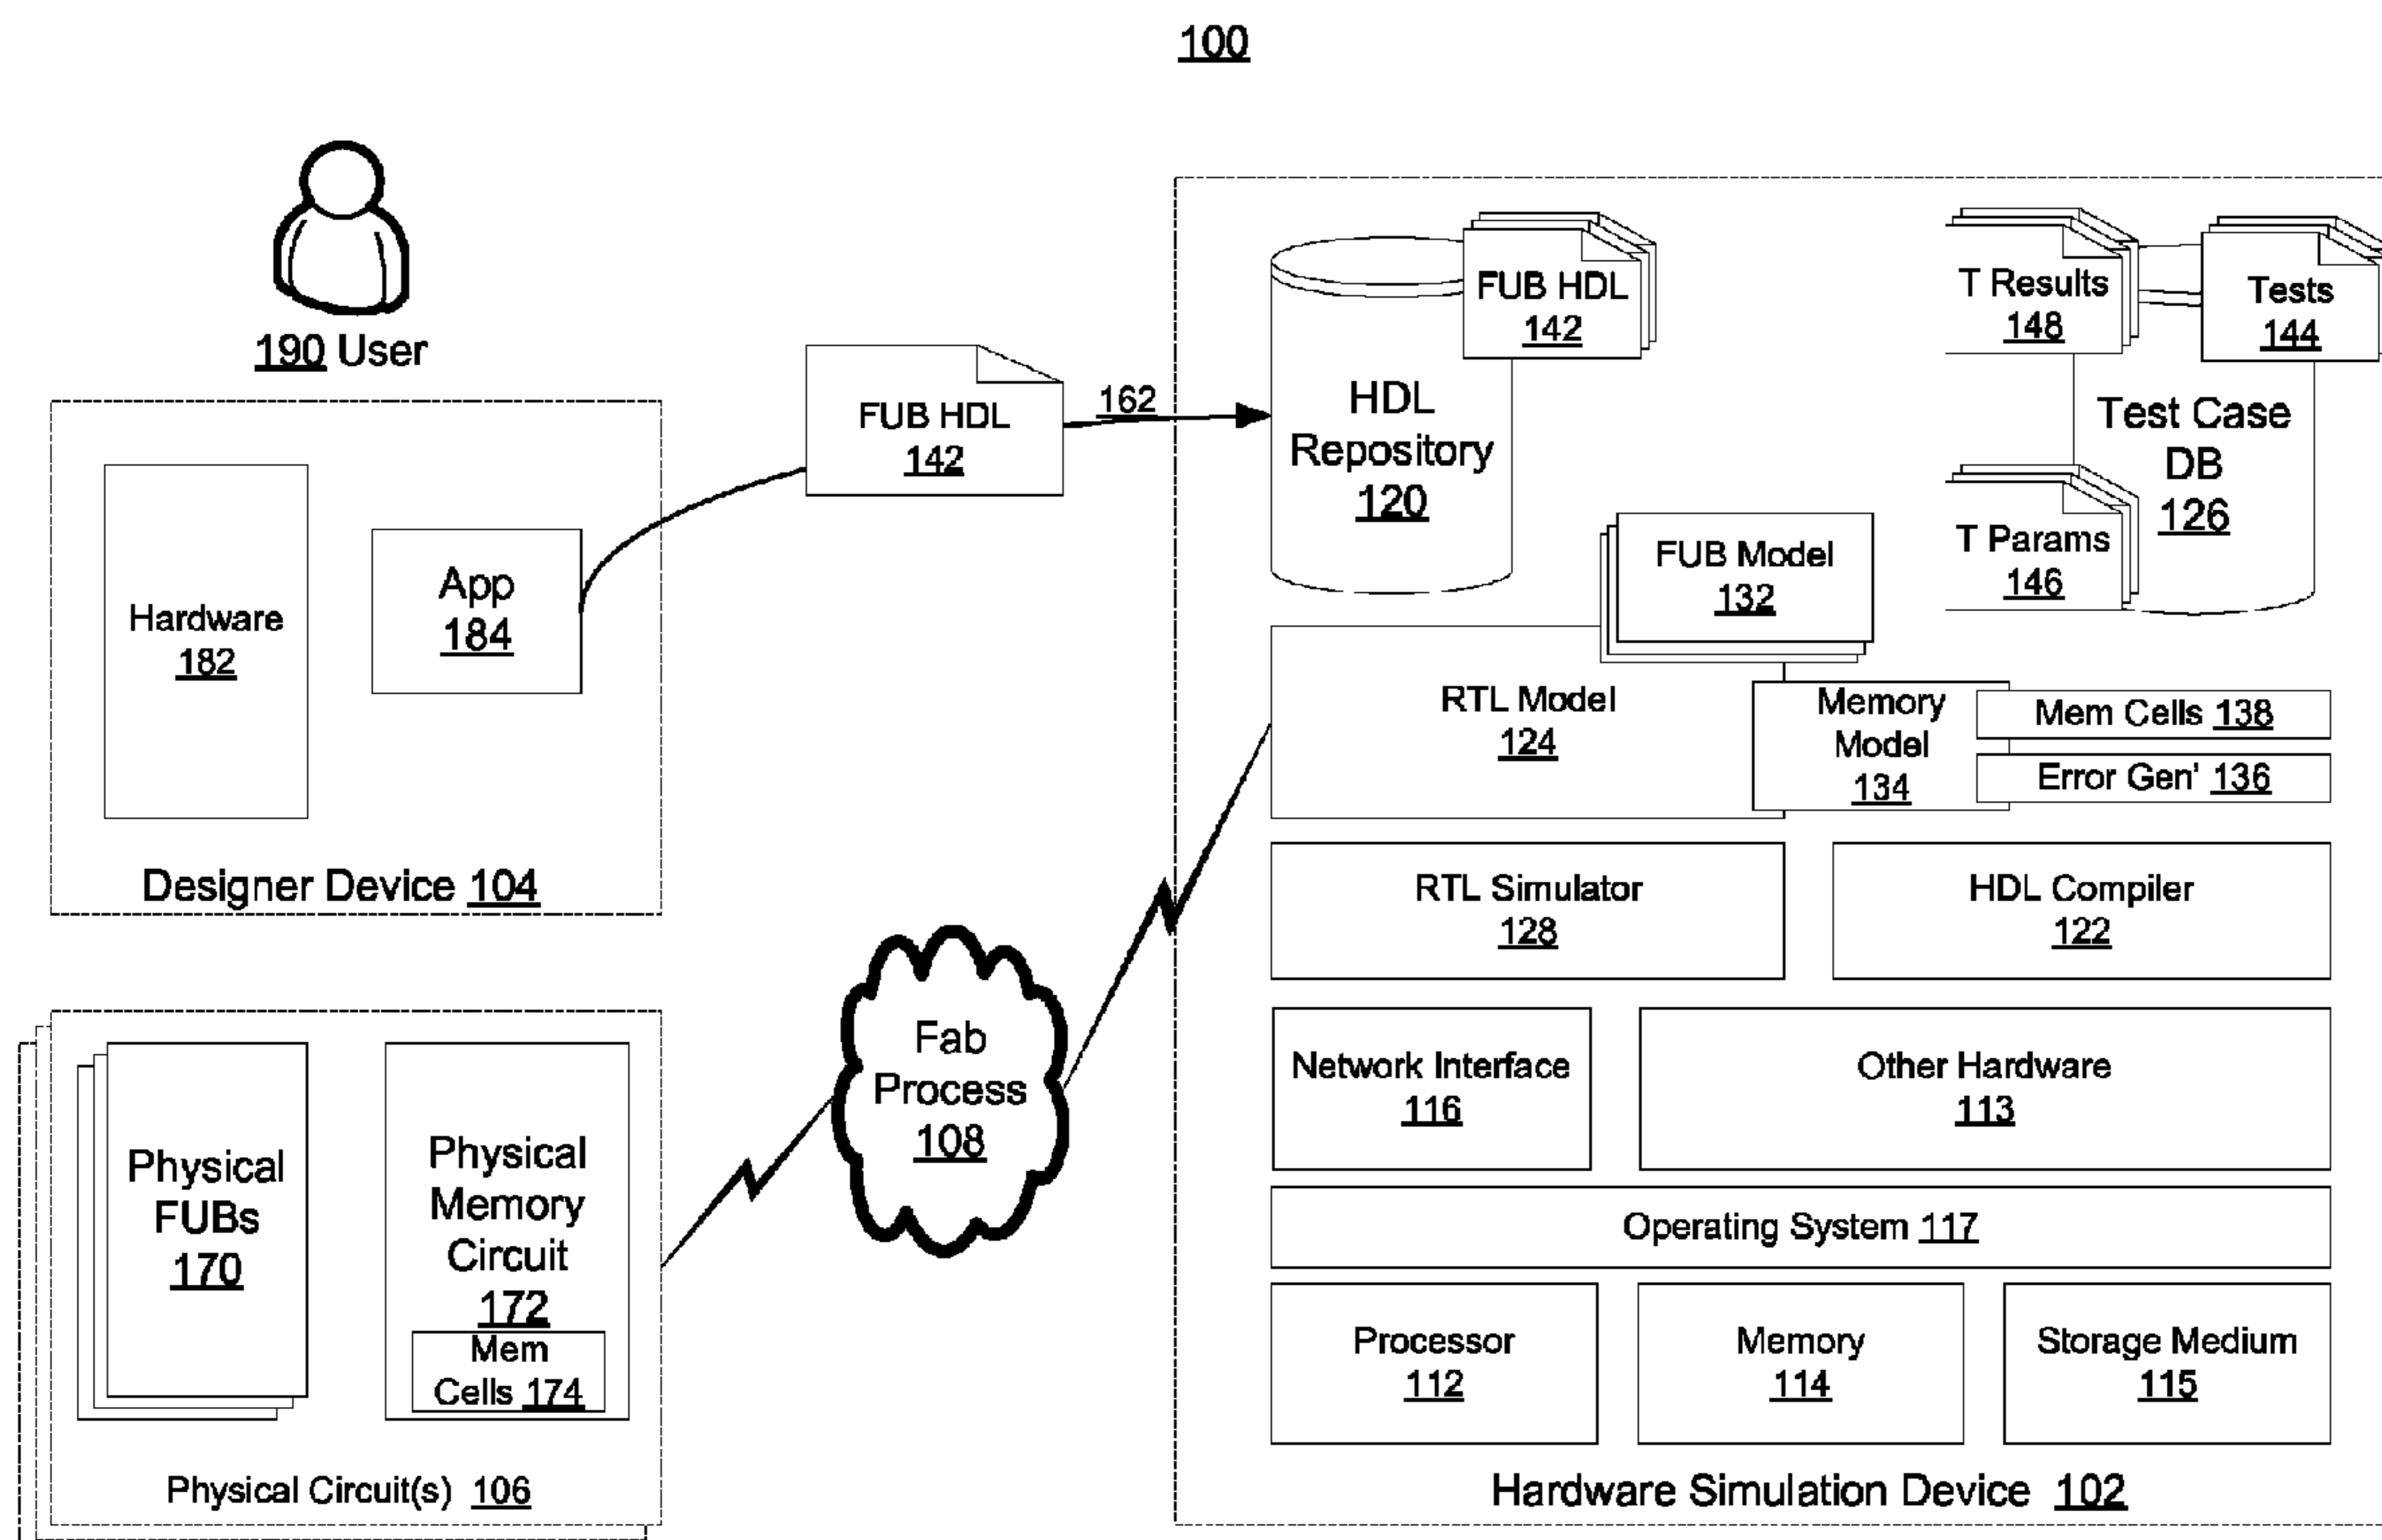 100
190 User
Hardware
182
App
184
Designer Device 104
FUB HDL
142
162
Physical
FUBs
170
Physical
Memory
Circuit
172
Mem
Cells 174
Physical Circuit(s) 106
Fab
Process
108
HDL
Repository
120
FUB HDL
142
T Results
148
Tests
144
Test Case
DB
126
T Params
146
FUB Model
132
RTL Model
124
Memory
Model
134
Mem Cells 138
Error Gen' 136
RTL Simulator
128
HDL Compiler
122
Network Interface
116
Other Hardware
113
Operating System 117
Processor
112
Memory
114
Storage Medium
115
Hardware Simulation Device 102